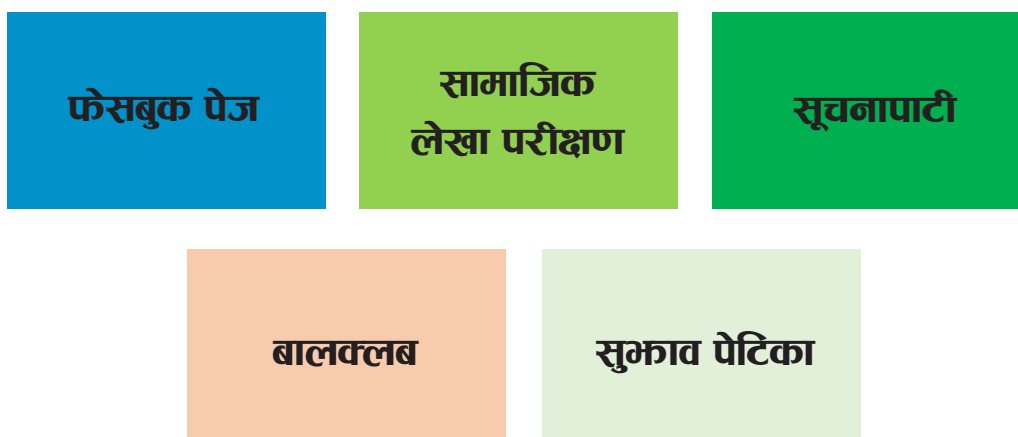 फेसबुक पेज
सामाजिक
लेखा परीक्षण
सूचनापाटी
बालक्लब
सुझाव पेटिका